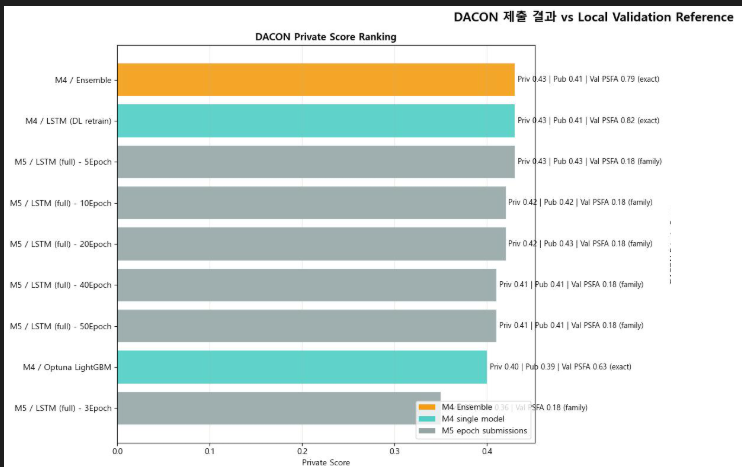 DACON 제출 결과 vs Local Validation Reference
DACON Private Score Ranking
M4 / Ensemble
Priv 0.43 | Pub 0.41 | Val PSFA 0.79 (exact)
M4 / LSTM (DL retrain)
Priv 0.43 | Pub 0.41 | Val PSFA 0.82 (exact)
M5 / LSTM (full) - 5Epoch
Priv 0.43 | Pub 0.43 | Val PSFA 0.18 (family)
M5 / LSTM (full) - 10Epoch
Priv 0.42 | Pub 0.42 | Val PSFA 0.18 (family)
M5 / LSTM (full) - 20Epoch
Priv 0.42 | Pub 0.43 | Val PSFA 0.18 (family)
M5 / LSTM (full) - 40Epoch
Priv 0.41 | Pub 0.41 | Val PSFA 0.18 (family)
M5 / LSTM (full) - 50Epoch
Priv 0.41 | Pub 0.41 | Val PSFA 0.18 (family)
M4 / Optuna LightGBM
Priv 0.40 | Pub 0.39 | Val PSFA 0.63 (exact)
M5 / LSTM (full) - 3Epoch
0.36 | Val PSFA 0.18 (family)
M4 Ensemble
M4 single model
M5 epoch submissions
0.0 0.1 0.2 0.3 0.4
Private Score